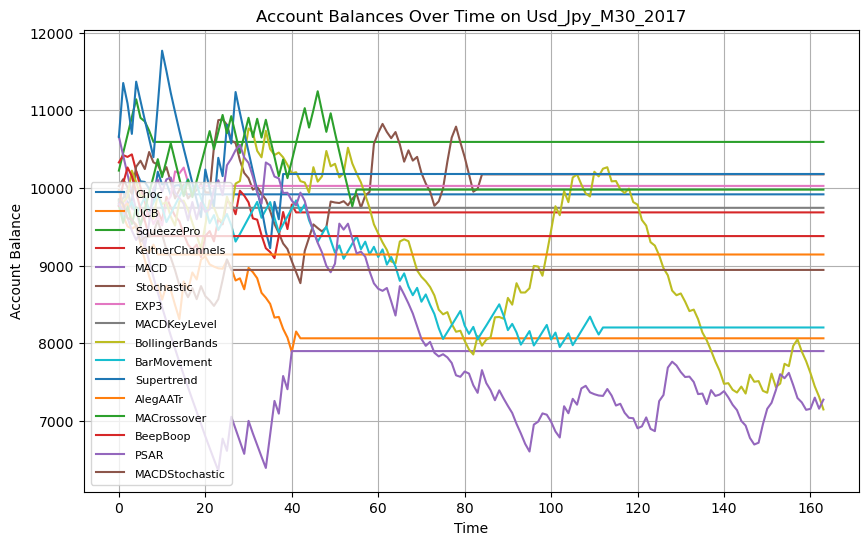 Account Balances Over Time on Usd_Jpy_M30_2017
12000
11000
10000
9000
8000
7000
Account Balance
Choc
UCB
SqueezePro
KeltnerChannels
MACD
Stochastic
EXP3
MACDKeyLevel
BollingerBands
BarMovement
Supertrend
AlegAATr
MACrossover
BeepBoop
PSAR
MACDStochastic
0 20 40 60 80 100 120 140 160
Time